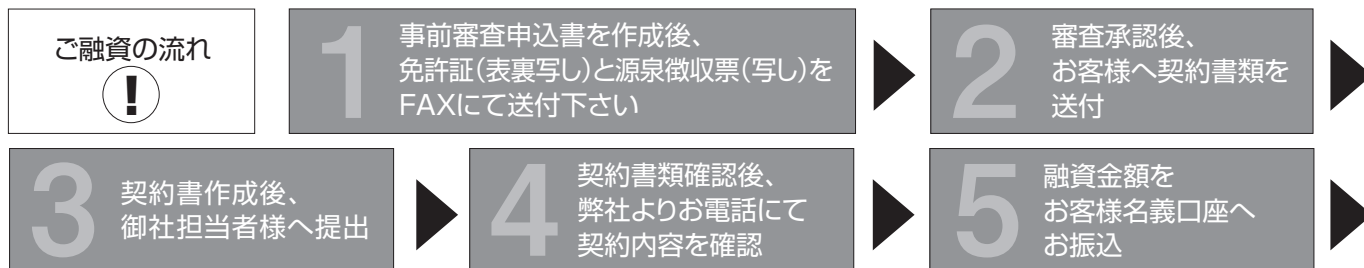 ご融資の流れ
!
1
事前審査申込書を作成後、
免許証(表裏写し)と源泉徴収票(写し)を
FAXにて送付下さい
2
審査承認後、
お客様へ契約書類を
送付
3
契約書作成後、
御社担当者様へ提出
4
契約書類確認後、
弊社よりお電話にて
契約内容を確認
5
融資金額を
お客様名義口座へ
お振込